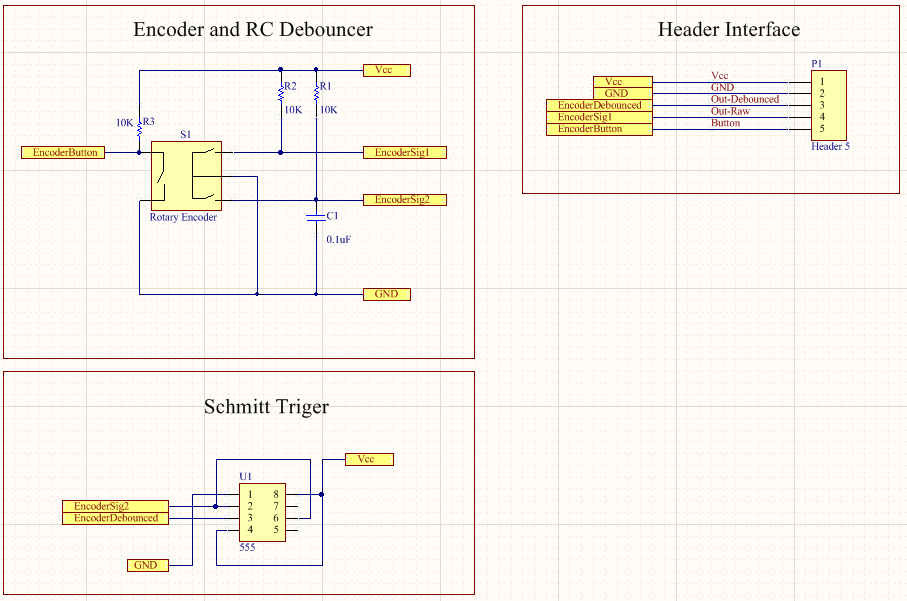 Encoder and RC Debouncer
Vcc
R2
R1
10K
10K
10K R3
S1
EncoderButton
EncoderSig1
EncoderSig2
Rotary Encoder
C1
0.1uF
GND
Header Interface
P1
Vcc Vcc 1
GND GND 2
EncoderDebounced Out-Debounced 3
EncoderSig1 Out-Raw 4
EncoderButton Button 5
Header 5
Schmitt Triger
Vcc
U1
1 8
EncoderSig2 2 7
EncoderDebounced 3 6
4 5
555
GND